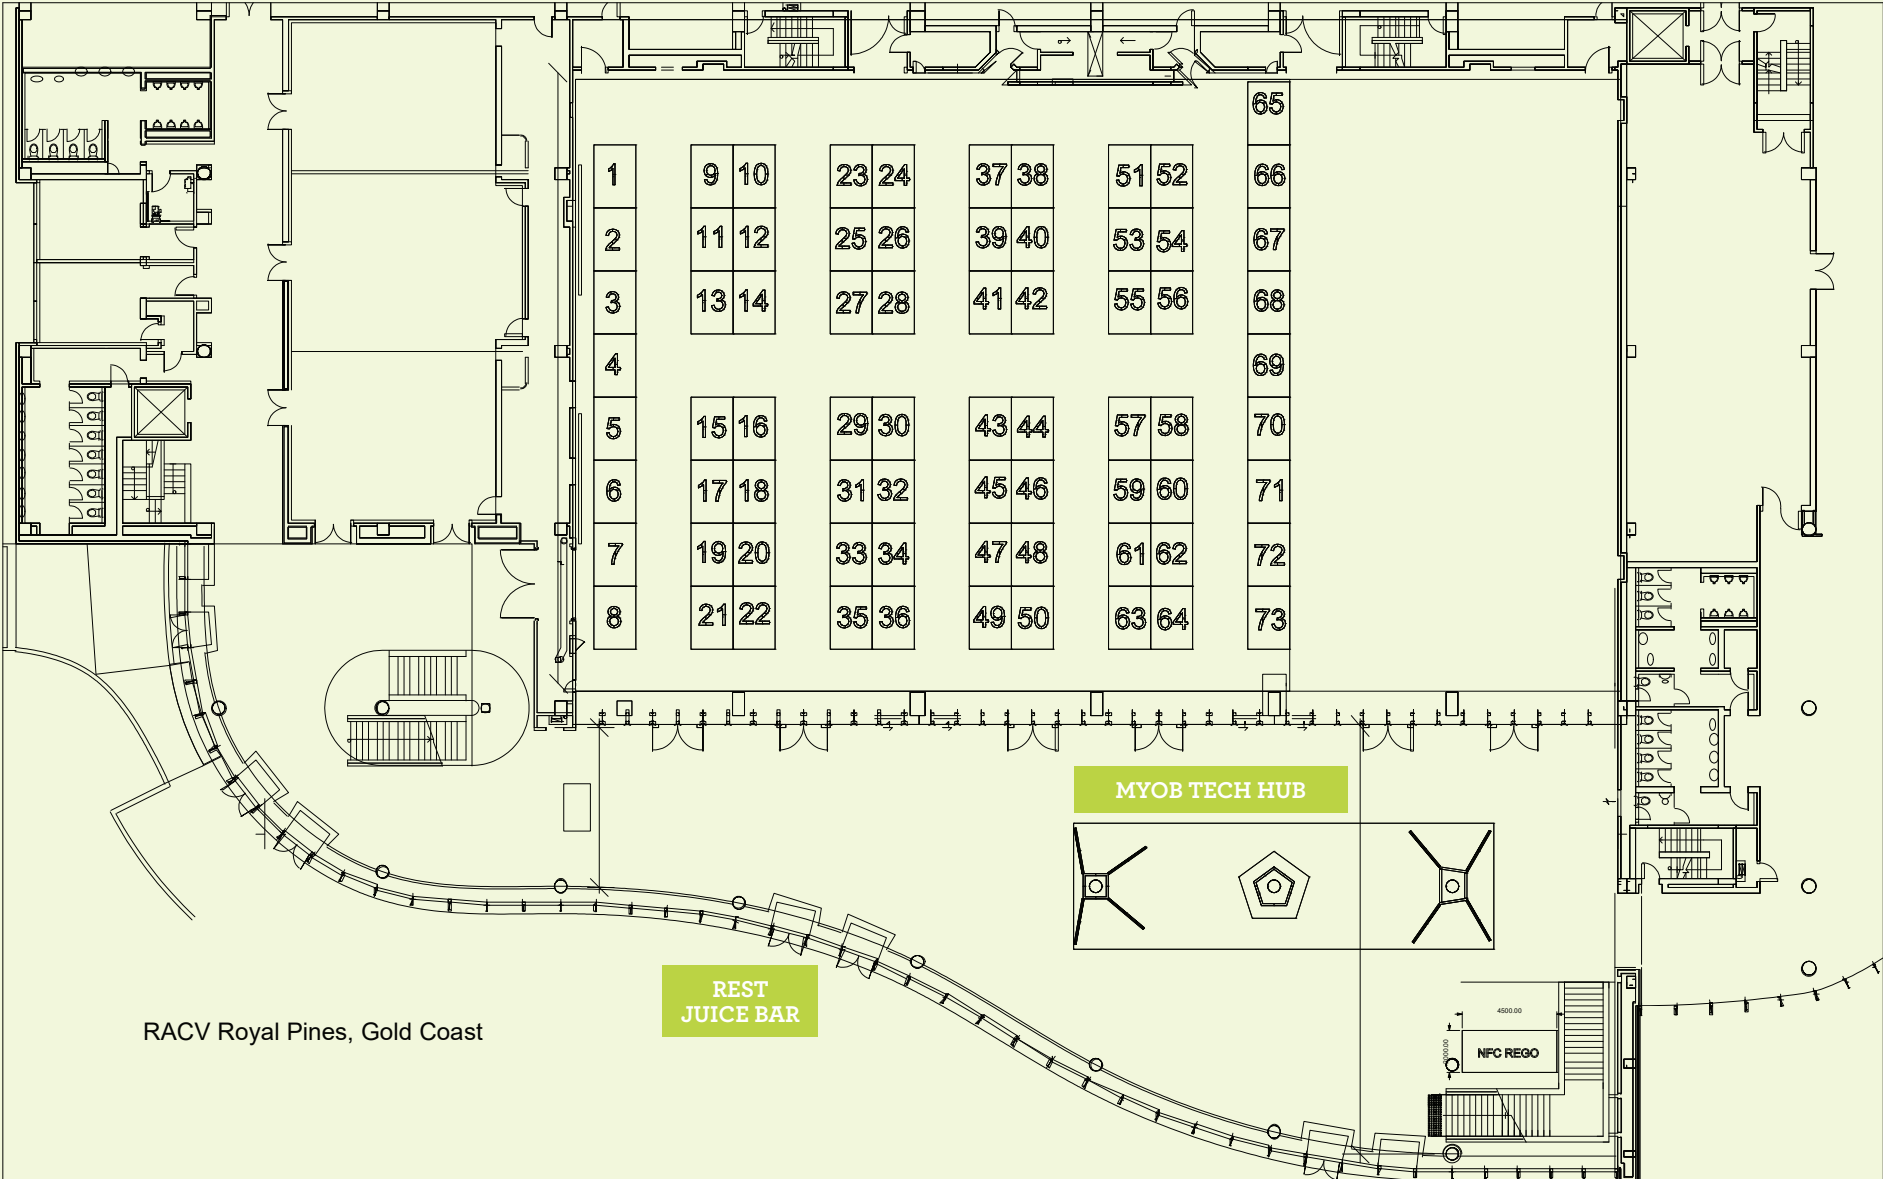 65
1 9 10 23 24 37 38 51 52 66
2 11 12 25 26 39 40 53 54 67
3 13 14 27 28 41 42 55 56 68
4 69
5 15 16 29 30 43 44 57 58 70
6 17 18 31 32 45 46 59 60 71
7 19 20 33 34 47 48 61 62 72
8 21 22 35 36 49 50 63 64 73
MYOB TECH HUB
REST
JUICE BAR
RACV Royal Pines, Gold Coast
4500.00
NFC REGO